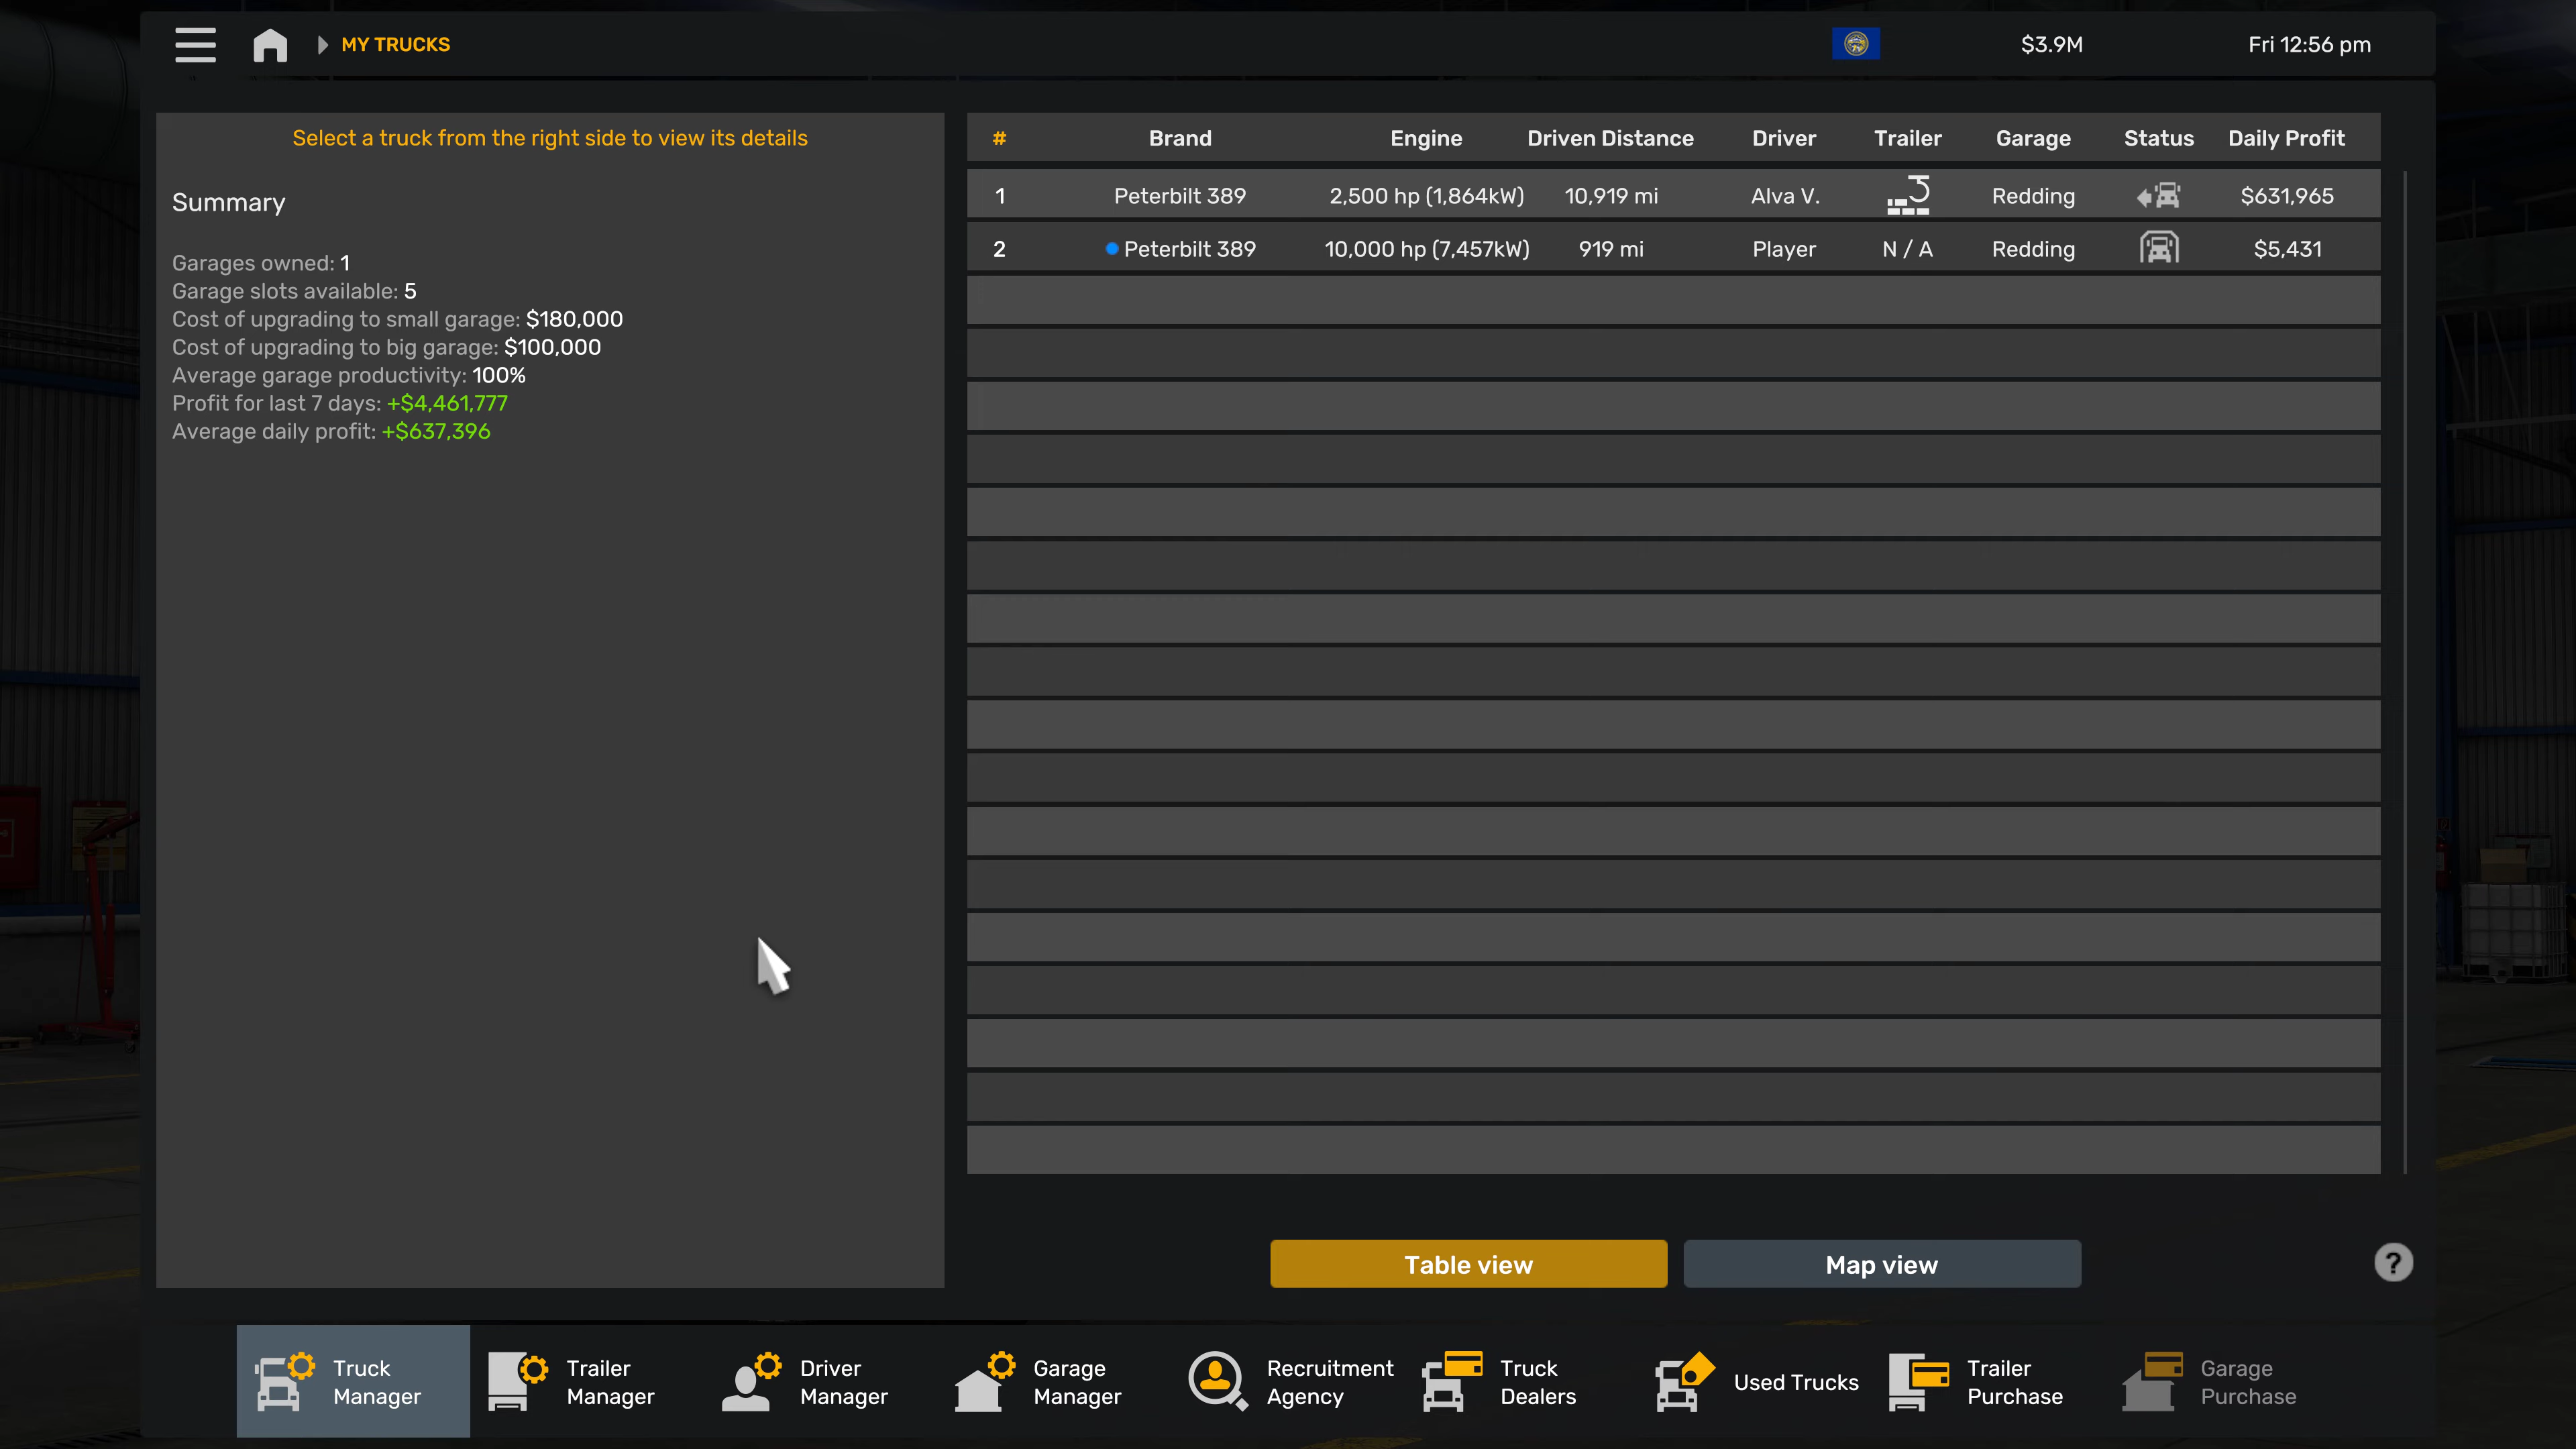 MY TRUCKS
$3.9M
Fri 12:56 pm
Select a truck from the right side to view its details
Summary
Garages owned: 1
Garage slots available: 5
Cost of upgrading to small garage: $180,000
Cost of upgrading to big garage: $100,000
Average garage productivity: 100%
Profit for last 7 days: +$4,461,777
Average daily profit: +$637,396
# Brand Engine Driven Distance Driver Trailer Garage Status Daily Profit
1 Peterbilt 389 2,500 hp (1,864kW) 10,919 mi Alva V. Redding $631,965
2 Peterbilt 389 10,000 hp (7,457kW) 919 mi Player N / A Redding $5,431
Table view
Map view
?
Truck
Manager
Trailer
Manager
Driver
Manager
Garage
Manager
Recruitment
Agency
Truck
Dealers
Used Trucks
Trailer
Purchase
Garage
Purchase